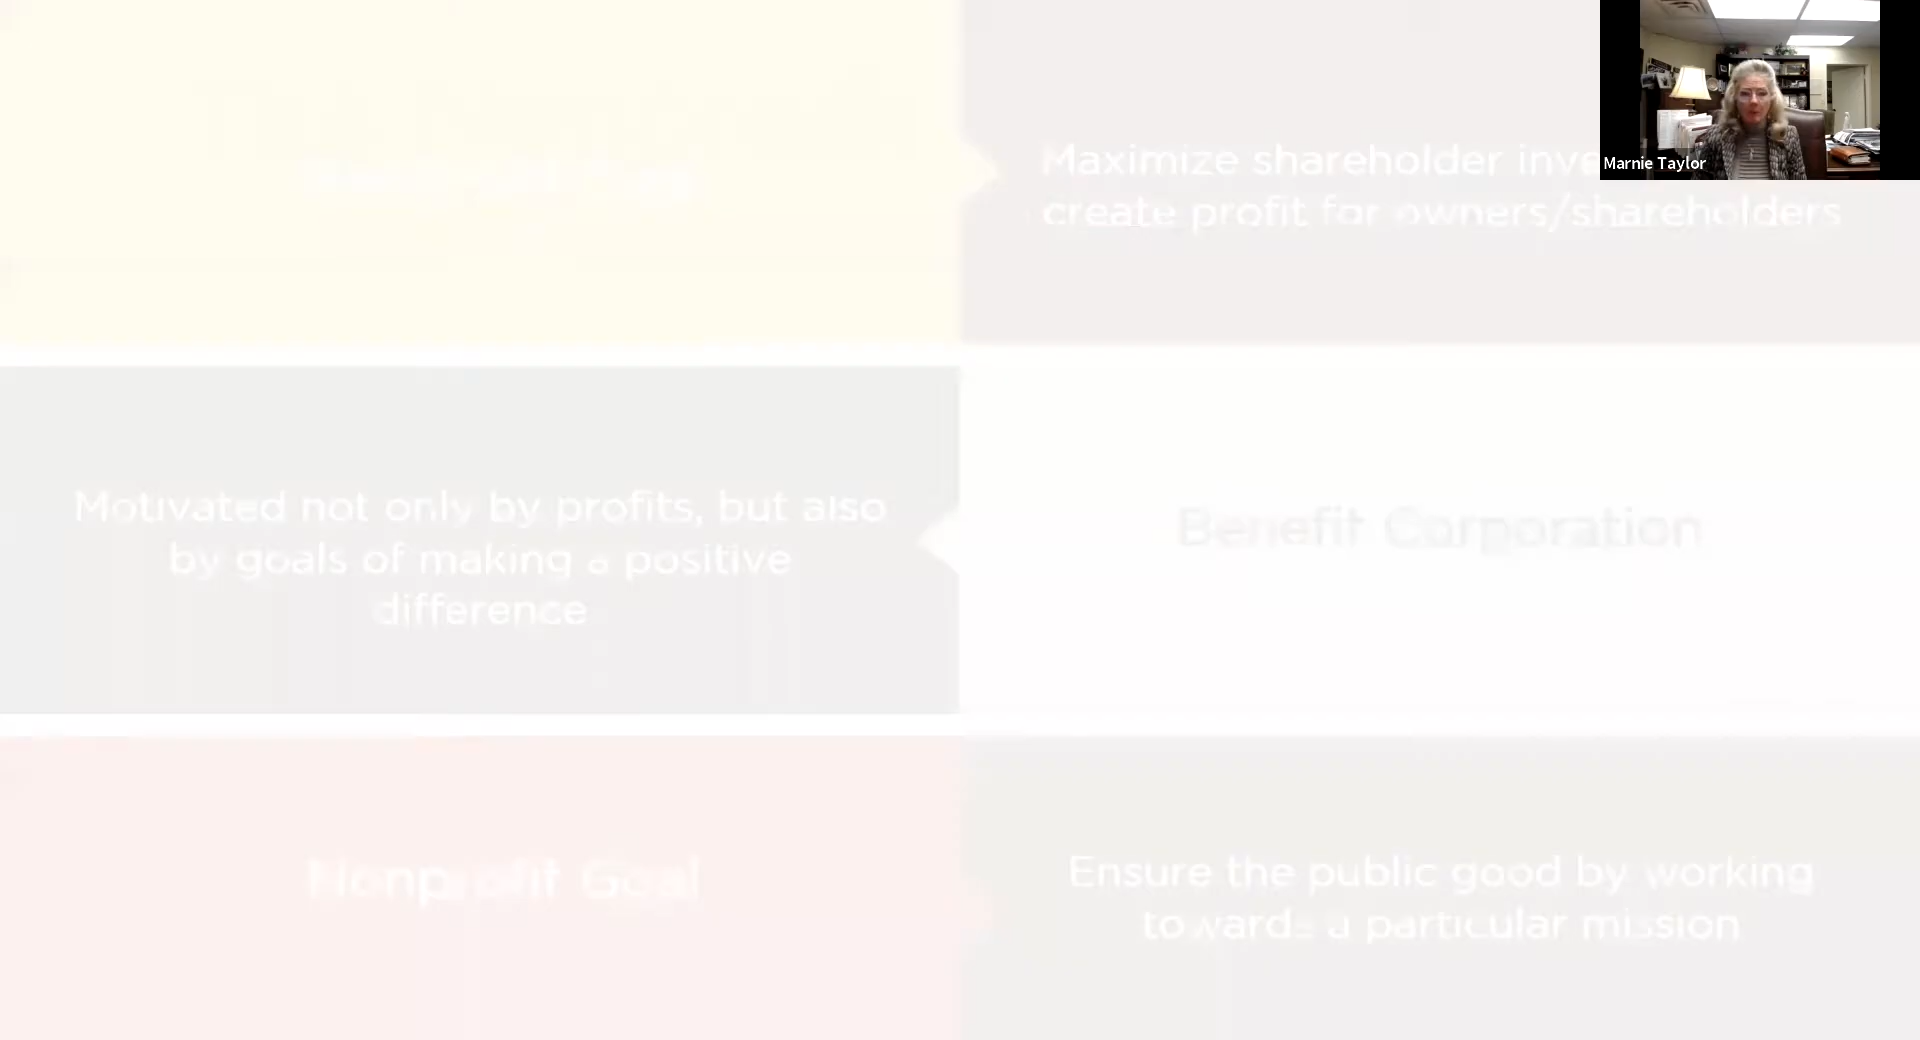 Maximize shareholder inve
create profit for owners/shareholders
Marnie Taylor
Motivated not only by profits, but also
by goals of making a positive
difference
Benefit Corporation
Nonprofit Goal
Ensure the public good by working
towards a particular mission